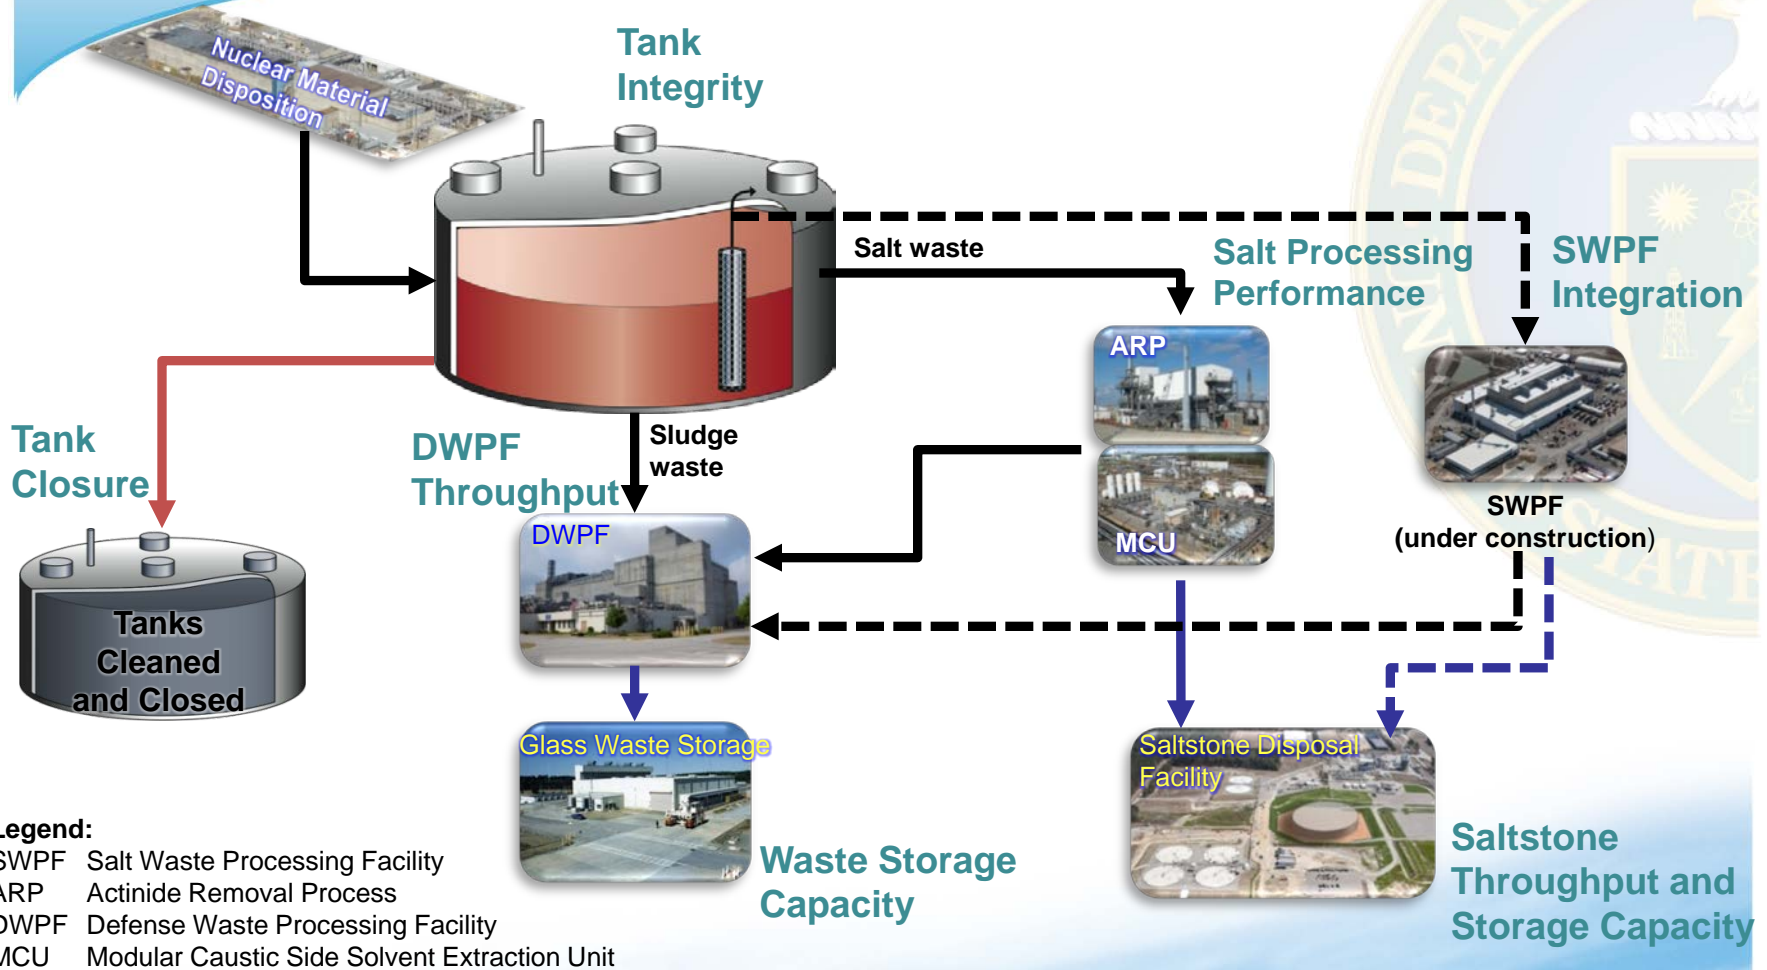 Nuclear Material
Disposition
Tank
Integrity
Salt waste
Salt Processing
Performance
SWPF
Integration
ARP
MCU
SWPF
(under construction)
Tank
Closure
DWPF
Throughput
Sludge
waste
DWPF
Tanks
Cleaned
and Closed
Glass Waste Storage
Waste Storage
Capacity
Saltstone Disposal
Facility
Saltstone
Throughput and
Storage Capacity
Legend:
SWPF Salt Waste Processing Facility
ARP Actinide Removal Process
DWPF Defense Waste Processing Facility
MCU Modular Caustic Side Solvent Extraction Unit